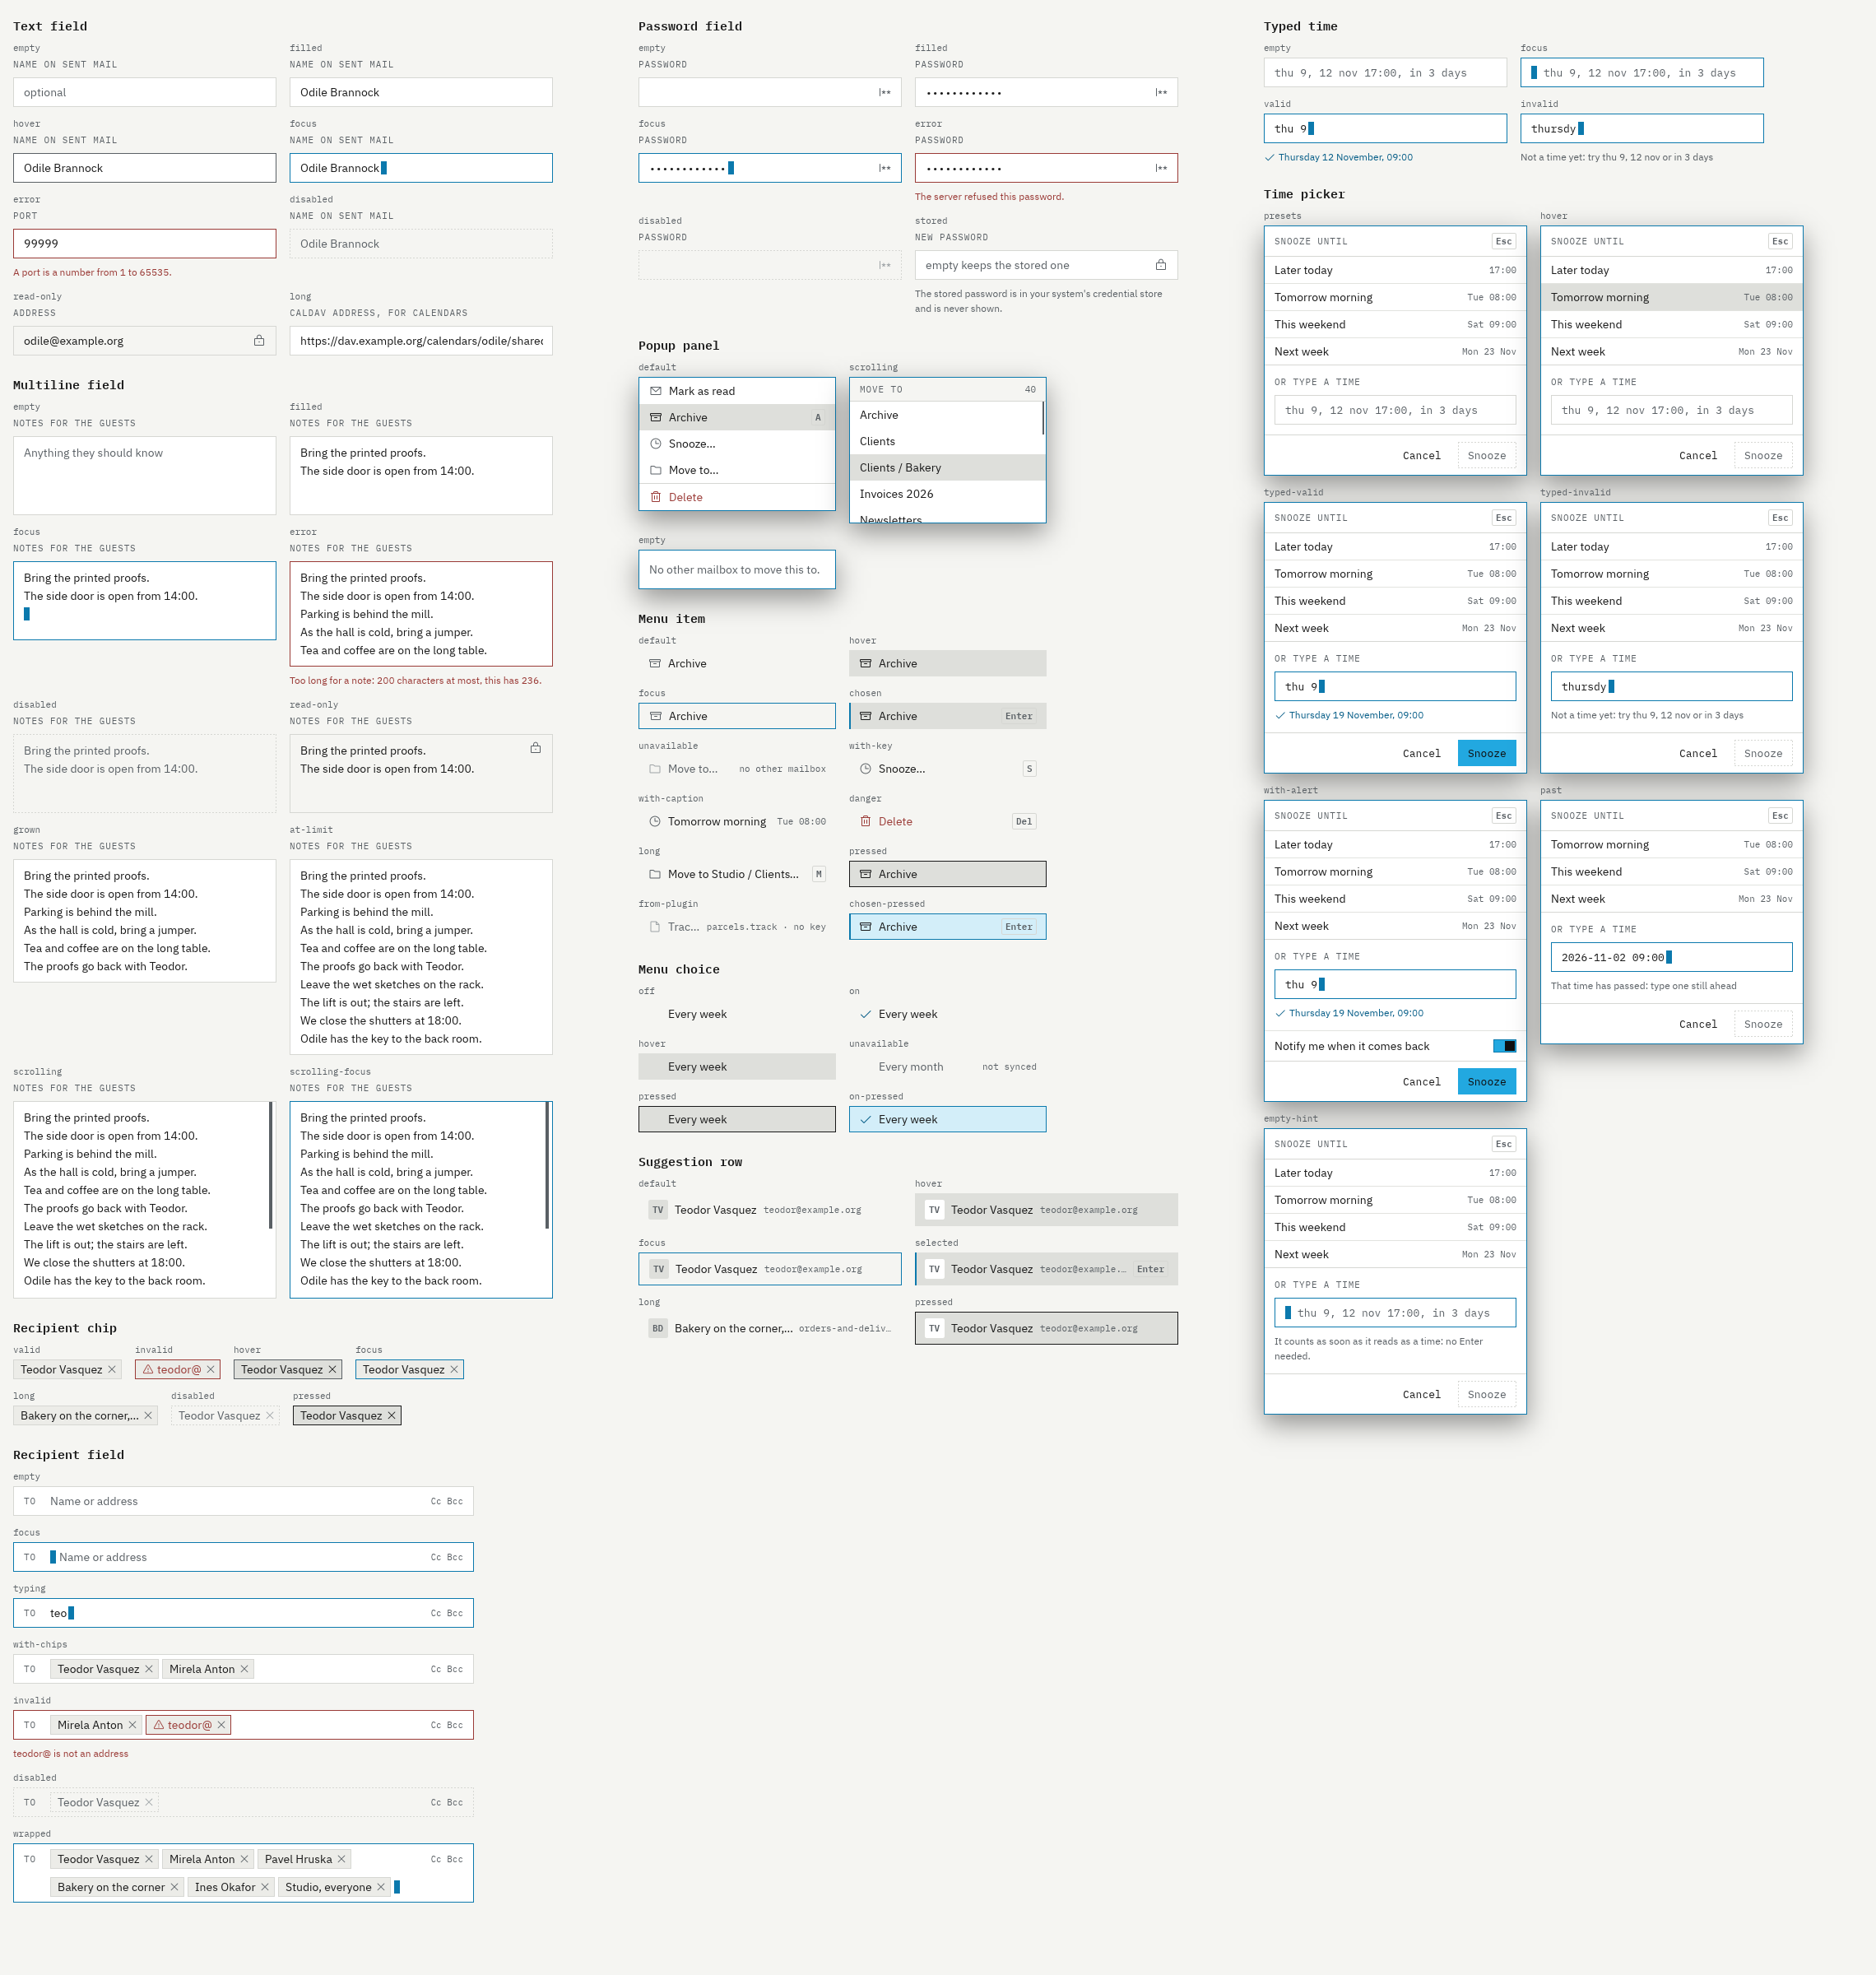 Text field
empty
filled
NAME ON SENT MAIL
NAME ON SENT MAIL
optional
Odile Brannock
hover
focus
NAME ON SENT MAIL
NAME ON SENT MAIL
Odile Brannock
Odile Brannock
error
disabled
PORT
NAME ON SENT MAIL
99999
Odile Brannock
A port is a number from 1 to 65535.
read-only
long
ADDRESS
CALDAV ADDRESS, FOR CALENDARS
odile@example.org
https://dav.example.org/calendars/odile/shared
Multiline field
empty
filled
NOTES FOR THE GUESTS
NOTES FOR THE GUESTS
Anything they should know
Bring the printed proofs.
The side door is open from 14:00.
focus
error
NOTES FOR THE GUESTS
NOTES FOR THE GUESTS
Bring the printed proofs.
The side door is open from 14:00.
Bring the printed proofs.
The side door is open from 14:00.
Parking is behind the mill.
As the hall is cold, bring a jumper.
Tea and coffee are on the long table.
Too long for a note: 200 characters at most, this has 236.
disabled
read-only
NOTES FOR THE GUESTS
NOTES FOR THE GUESTS
Bring the printed proofs.
The side door is open from 14:00.
Bring the printed proofs.
The side door is open from 14:00.
grown
at-limit
NOTES FOR THE GUESTS
NOTES FOR THE GUESTS
Bring the printed proofs.
The side door is open from 14:00.
Parking is behind the mill.
As the hall is cold, bring a jumper.
Tea and coffee are on the long table.
The proofs go back with Teodor.
Bring the printed proofs.
The side door is open from 14:00.
Parking is behind the mill.
As the hall is cold, bring a jumper.
Tea and coffee are on the long table.
The proofs go back with Teodor.
Leave the wet sketches on the rack.
The lift is out; the stairs are left.
We close the shutters at 18:00.
Odile has the key to the back room.
scrolling
scrolling-focus
NOTES FOR THE GUESTS
NOTES FOR THE GUESTS
Bring the printed proofs.
The side door is open from 14:00.
Parking is behind the mill.
As the hall is cold, bring a jumper.
Tea and coffee are on the long table.
The proofs go back with Teodor.
Leave the wet sketches on the rack.
The lift is out; the stairs are left.
We close the shutters at 18:00.
Odile has the key to the back room.
Bring the printed proofs.
The side door is open from 14:00.
Parking is behind the mill.
As the hall is cold, bring a jumper.
Tea and coffee are on the long table.
The proofs go back with Teodor.
Leave the wet sketches on the rack.
The lift is out; the stairs are left.
We close the shutters at 18:00.
Odile has the key to the back room.
Recipient chip
valid
invalid
hover
focus
Teodor Vasquez
teodor@
Teodor Vasquez
Teodor Vasquez
long
disabled
pressed
Bakery on the corner,...
Teodor Vasquez
Teodor Vasquez
Recipient field
empty
TO Name or address Cc Bcc
focus
TO Name or address Cc Bcc
typing
TO teo Cc Bcc
with-chips
TO Teodor Vasquez Mirela Anton Cc Bcc
invalid
TO Mirela Anton teodor@ Cc Bcc
teodor@ is not an address
disabled
TO Teodor Vasquez Cc Bcc
wrapped
TO Teodor Vasquez Mirela Anton Pavel Hruska Cc Bcc
Bakery on the corner Ines Okafor Studio, everyone
Password field
empty
filled
PASSWORD
PASSWORD
|**
•••••••••••• |**
focus
error
PASSWORD
PASSWORD
•••••••••••• |**
•••••••••••• |**
The server refused this password.
disabled
stored
PASSWORD
NEW PASSWORD
|**
empty keeps the stored one
The stored password is in your system's credential store
and is never shown.
Popup panel
default
scrolling
Mark as read
Archive A
Snooze...
Move to...
Delete
MOVE TO 40
Archive
Clients
Clients / Bakery
Invoices 2026
Newsletters
empty
No other mailbox to move this to.
Menu item
default
hover
Archive
Archive
focus
chosen
Archive
Archive Enter
unavailable
with-key
Move to... no other mailbox
Snooze... S
with-caption
danger
Tomorrow morning Tue 08:00
Delete Del
long
pressed
Move to Studio / Clients... M
Archive
from-plugin
chosen-pressed
Trac... parcels.track · no key
Archive Enter
Menu choice
off
on
Every week
Every week
hover
unavailable
Every week
Every month not synced
pressed
on-pressed
Every week
Every week
Suggestion row
default
hover
TV Teodor Vasquez teodor@example.org
TV Teodor Vasquez teodor@example.org
focus
selected
TV Teodor Vasquez teodor@example.org
TV Teodor Vasquez teodor@example.… Enter
long
pressed
BD Bakery on the corner,... orders-and-deliv…
TV Teodor Vasquez teodor@example.org
Typed time
empty
focus
thu 9, 12 nov 17:00, in 3 days
thu 9, 12 nov 17:00, in 3 days
valid
invalid
thu 9
thursdy
Thursday 12 November, 09:00
Not a time yet: try thu 9, 12 nov or in 3 days
Time picker
presets
hover
SNOOZE UNTIL Esc
Later today 17:00
Tomorrow morning Tue 08:00
This weekend Sat 09:00
Next week Mon 23 Nov
OR TYPE A TIME
thu 9, 12 nov 17:00, in 3 days
Cancel Snooze
SNOOZE UNTIL Esc
Later today 17:00
Tomorrow morning Tue 08:00
This weekend Sat 09:00
Next week Mon 23 Nov
OR TYPE A TIME
thu 9, 12 nov 17:00, in 3 days
Cancel Snooze
typed-valid
typed-invalid
SNOOZE UNTIL Esc
Later today 17:00
Tomorrow morning Tue 08:00
This weekend Sat 09:00
Next week Mon 23 Nov
OR TYPE A TIME
thu 9
Thursday 19 November, 09:00
Cancel Snooze
SNOOZE UNTIL Esc
Later today 17:00
Tomorrow morning Tue 08:00
This weekend Sat 09:00
Next week Mon 23 Nov
OR TYPE A TIME
thursdy
Not a time yet: try thu 9, 12 nov or in 3 days
Cancel Snooze
with-alert
past
SNOOZE UNTIL Esc
Later today 17:00
Tomorrow morning Tue 08:00
This weekend Sat 09:00
Next week Mon 23 Nov
OR TYPE A TIME
thu 9
Thursday 19 November, 09:00
Notify me when it comes back
Cancel Snooze
SNOOZE UNTIL Esc
Tomorrow morning Tue 08:00
This weekend Sat 09:00
Next week Mon 23 Nov
OR TYPE A TIME
2026-11-02 09:00
That time has passed: type one still ahead
Cancel Snooze
empty-hint
SNOOZE UNTIL Esc
Later today 17:00
Tomorrow morning Tue 08:00
This weekend Sat 09:00
Next week Mon 23 Nov
OR TYPE A TIME
thu 9, 12 nov 17:00, in 3 days
It counts as soon as it reads as a time: no Enter
needed.
Cancel Snooze